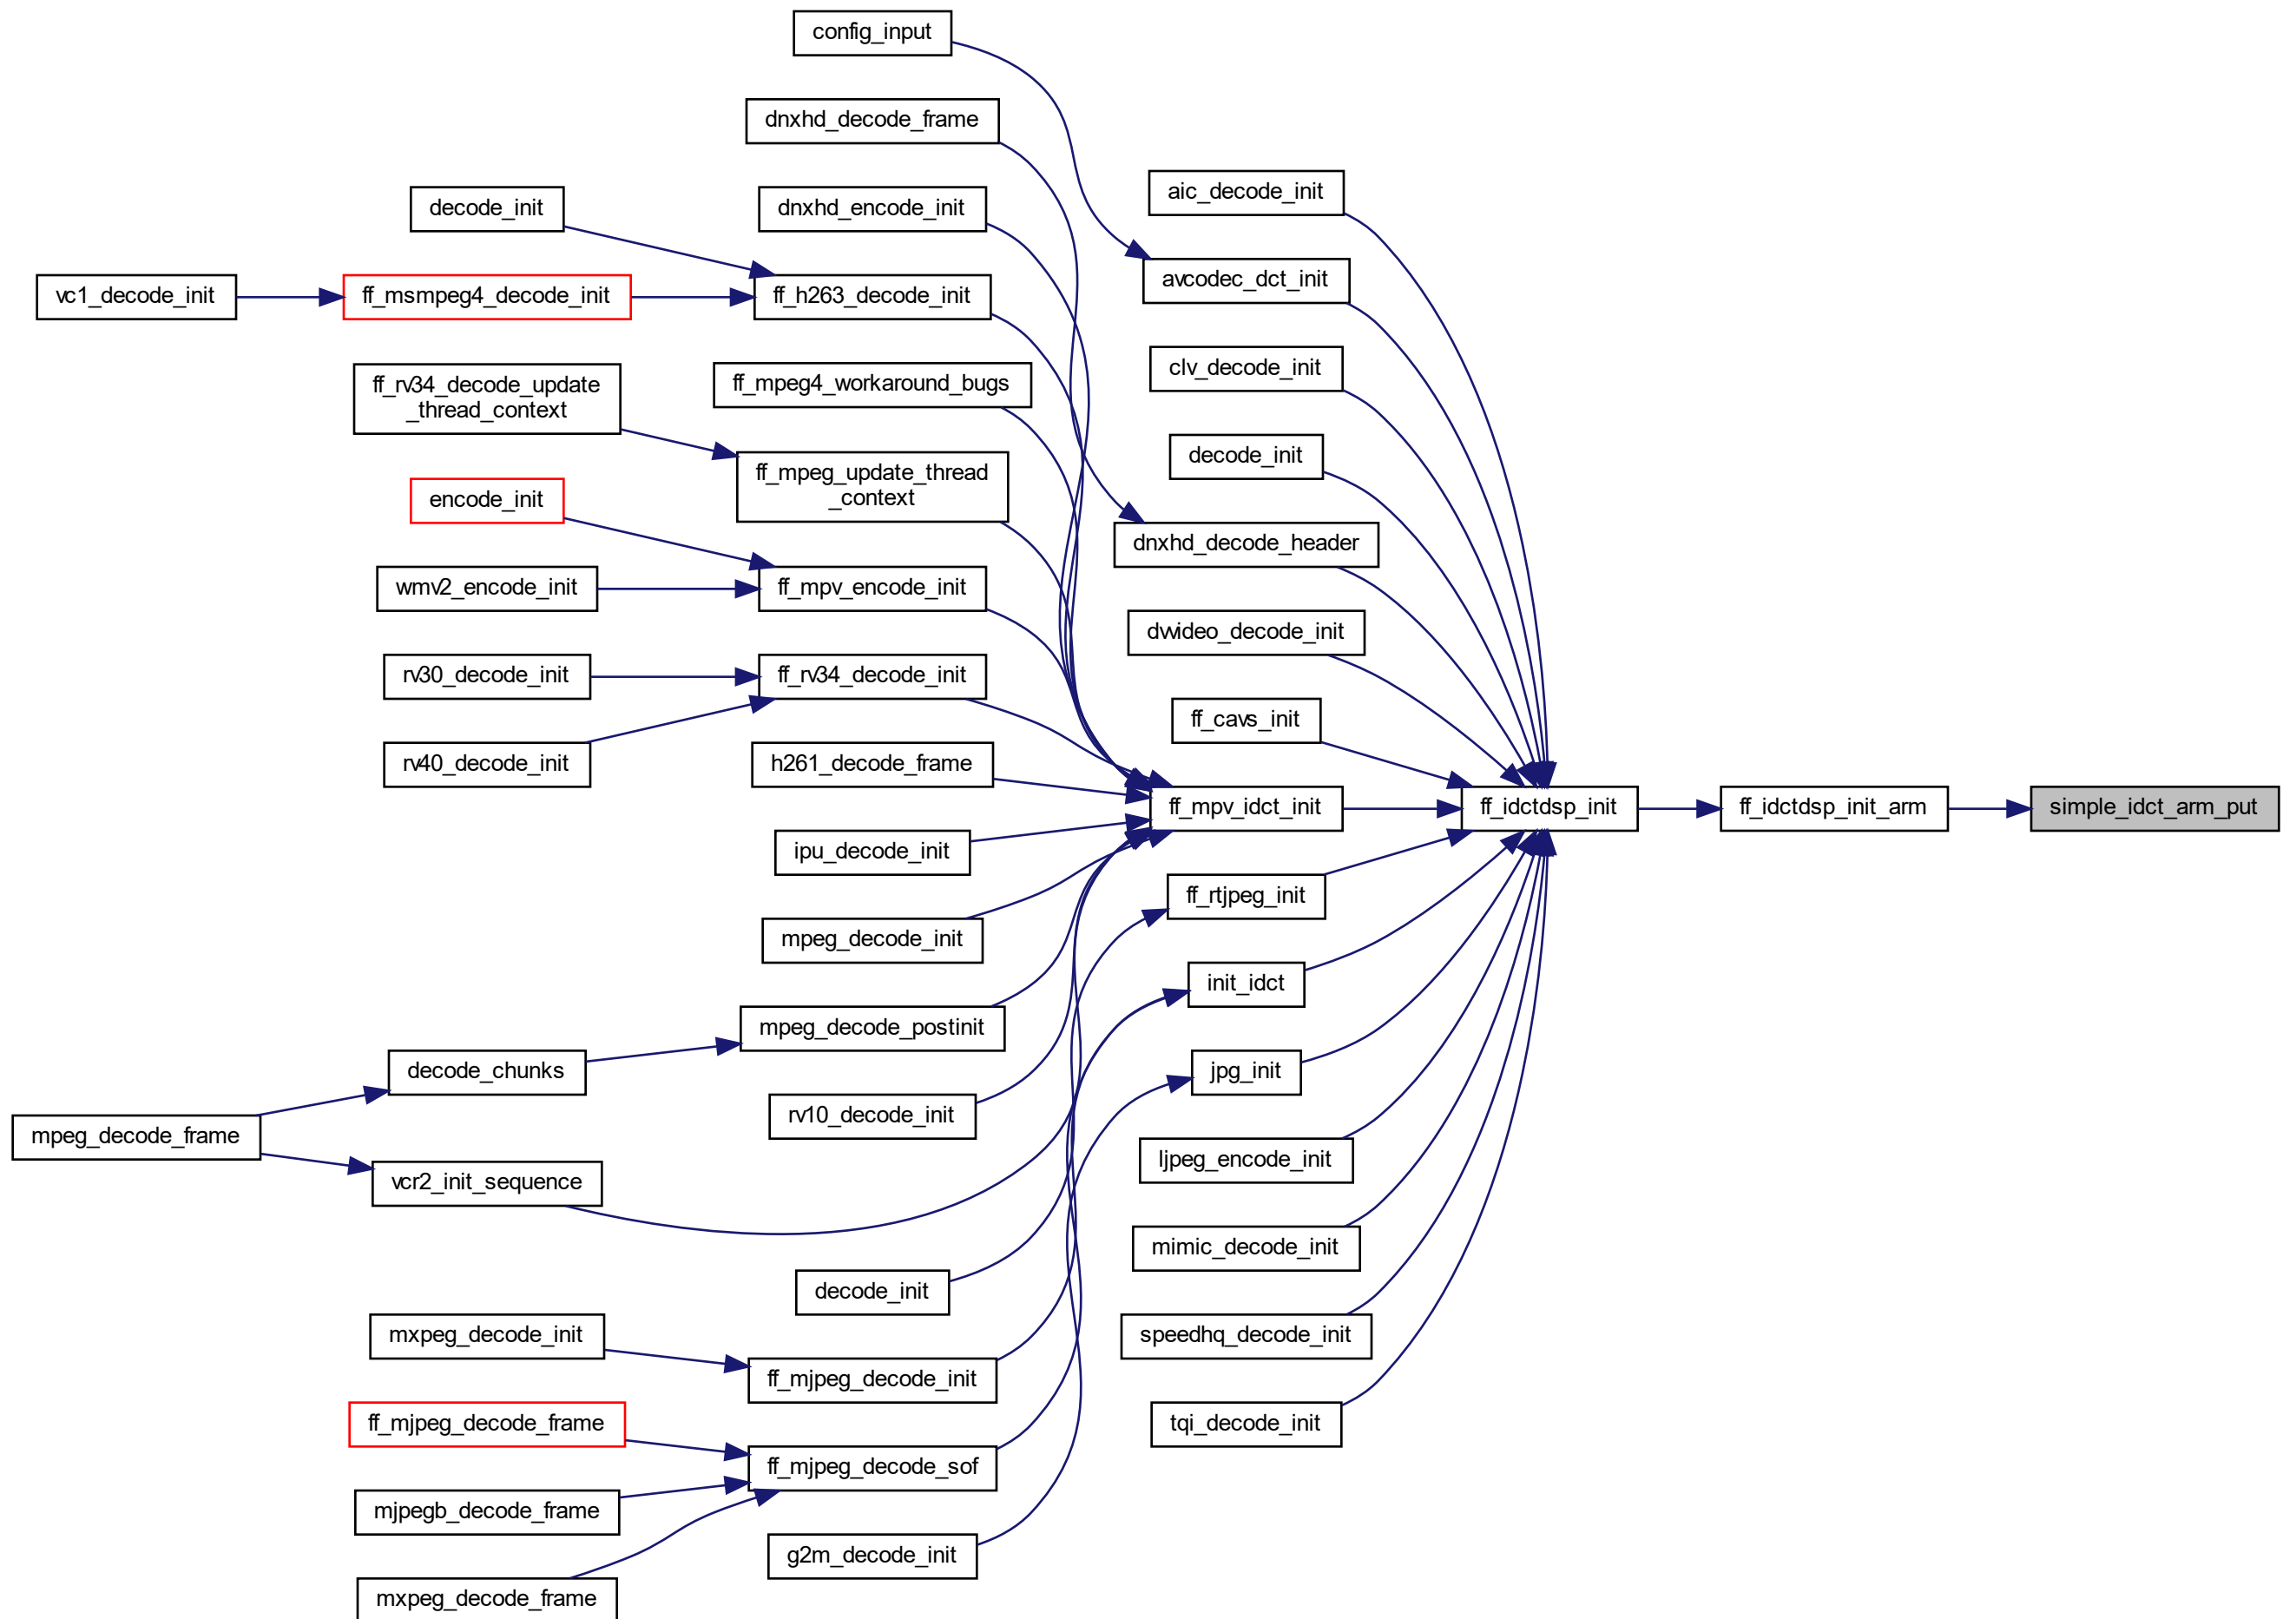 config_input
dnxhd_decode_frame
aic_decode_init
decode_init
dnxhd_encode_init
avcodec_dct_init
vc1_decode_init
ff_msmpeg4_decode_init
ff_h263_decode_init
clv_decode_init
ff_rv34_decode_update
_thread_context
ff_mpeg4_workaround_bugs
decode_init
ff_mpeg_update_thread
_context
encode_init
dnxhd_decode_header
wmv2_encode_init
ff_mpv_encode_init
dvvideo_decode_init
rv30_decode_init
ff_rv34_decode_init
ff_cavs_init
rv40_decode_init
h261_decode_frame
ff_mpv_idct_init
ff_idctdsp_init
ff_idctdsp_init_arm
simple_idct_arm_put
ipu_decode_init
ff_rtjpeg_init
mpeg_decode_init
init_idct
mpeg_decode_postinit
decode_chunks
jpg_init
rv10_decode_init
mpeg_decode_frame
ljpeg_encode_init
vcr2_init_sequence
mimic_decode_init
decode_init
mxpeg_decode_init
speedhq_decode_init
ff_mjpeg_decode_init
ff_mjpeg_decode_frame
tqi_decode_init
ff_mjpeg_decode_sof
mjpegb_decode_frame
g2m_decode_init
mxpeg_decode_frame